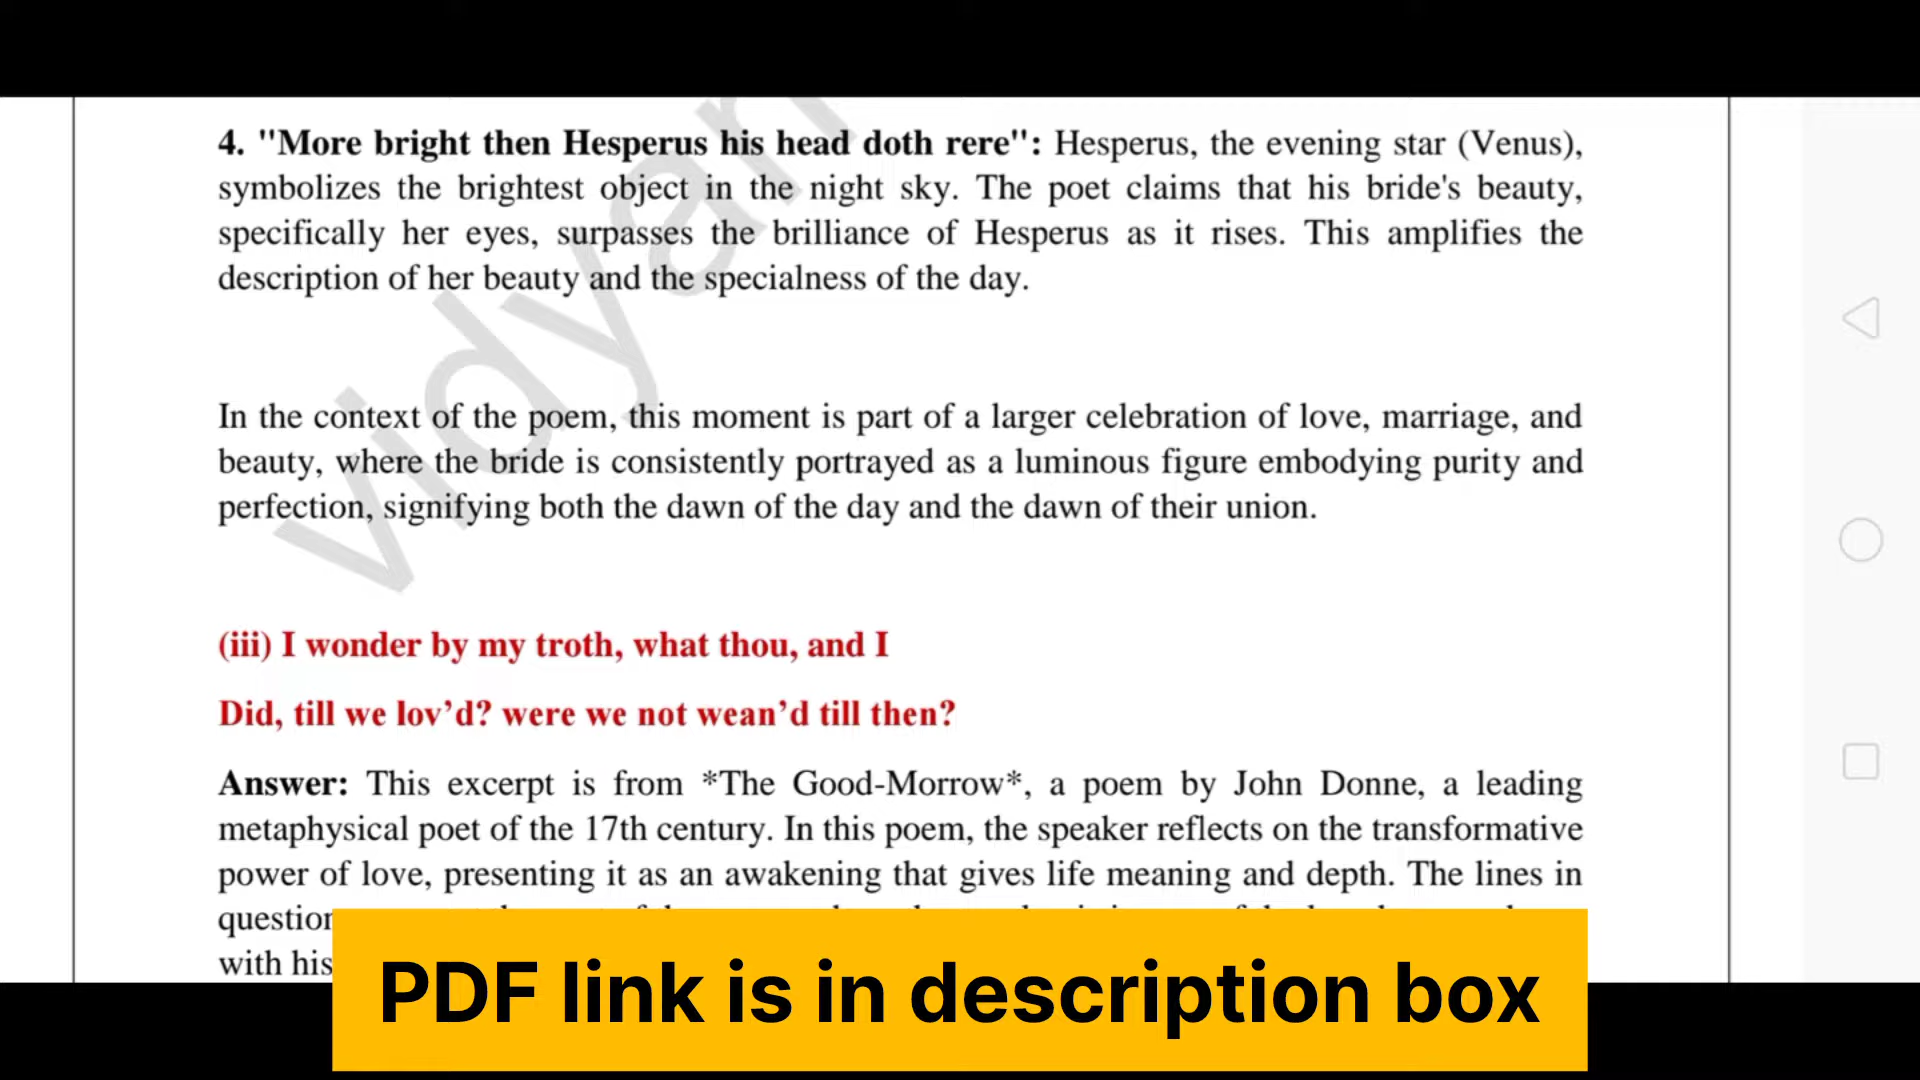 4. "More bright then Hesperus his head doth rere": Hesperus, the evening star (Venus),
symbolizes the brightest object in the night sky. The poet claims that his bride's beauty,
specifically her eyes, surpasses the brilliance of Hesperus as it rises. This amplifies the
description of her beauty and the specialness of the day.
In the context of the poem, this moment is part of a larger celebration of love, marriage, and
beauty, where the bride is consistently portrayed as a luminous figure embodying purity and
perfection, signifying both the dawn of the day and the dawn of their union.
(iii) I wonder by my troth, what thou, and I
Did, till we lov’d? were we not wean’d till then?
Answer: This excerpt is from *The Good-Morrow*, a poem by John Donne, a leading
metaphysical poet of the 17th century. In this poem, the speaker reflects on the transformative
power of love, presenting it as an awakening that gives life meaning and depth. The lines in
with his
PDF link is in description box